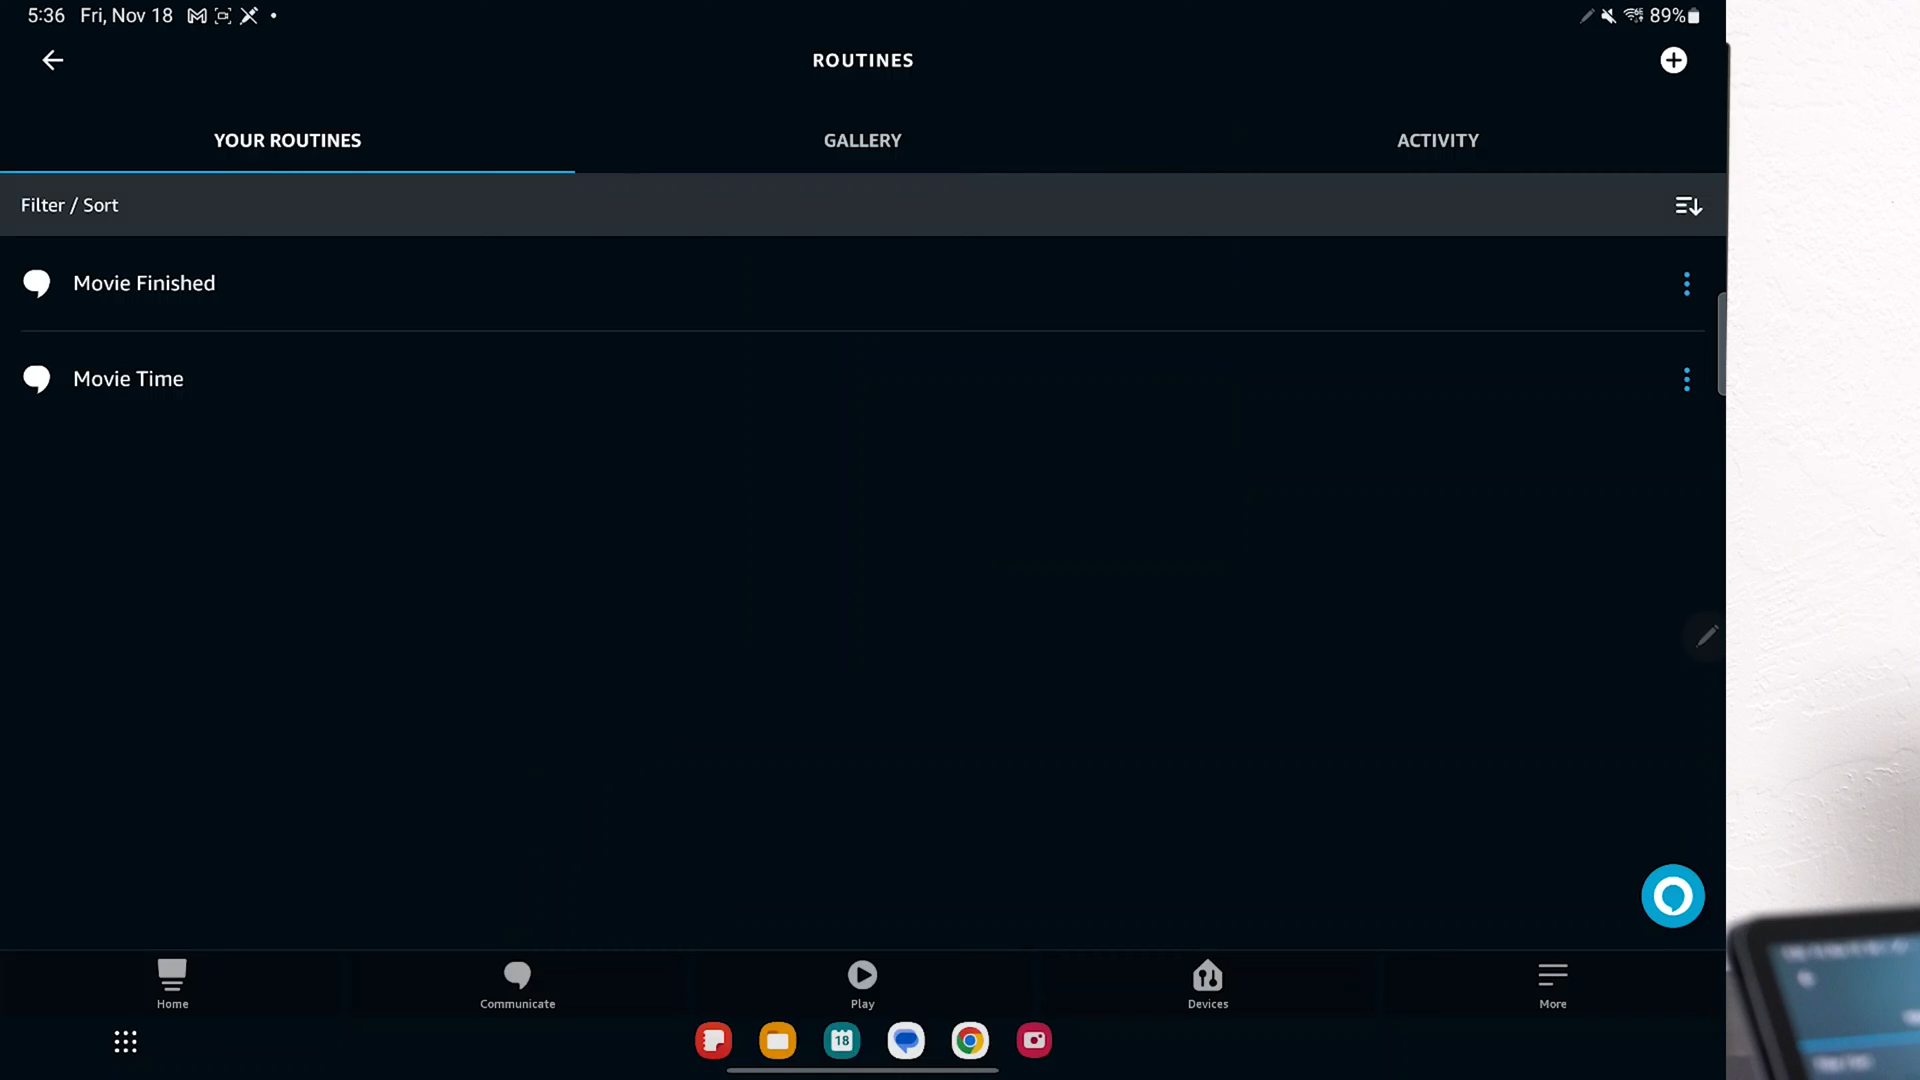 5:36 Fri, Nov 18 89%
ROUTINES
YOUR ROUTINES GALLERY ACTIVITY
Filter / Sort
Movie Finished
Movie Time
Home Communicate Play Devices More
18